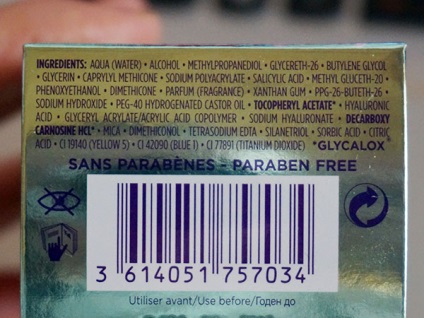 INGREDIENTS: AQUA (WATER) • ALCOHOL • METHYLPROPANEDIOL • GLYCERETH-26 • BUTYLENE GLYCOL
• GLYCERIN • CAPRYLYL METHICONE • SODIUM POLYACRYLATE • SALICYLIC ACID • METHYL GLUCETH-20 •
PHENOXYETHANOL • DIMETHICONE • PARFUM (FRAGRANCE) • XANTHAN GUM • PPG-26-BUTETH-26 •
SODIUM HYDROXIDE • PEG-40 HYDROGENATED CASTOR OIL • TOCOPHERYL ACETATE* • HYALURONIC
ACID • GLYCERYL ACRYLATE/ACRYLIC ACID COPOLYMER • SODIUM HYALURONATE • DECARBOXY
CARNOSINE HCL* • MICA • DIMETHICONOL • TETRASODIUM EDTA • SILANETRIOL • SORBIC ACID • CITRIC
ACID • CI 19140 (YELLOW 5) • CI 42090 (BLUE 1) • CI 77891 (TITANIUM DIOXIDE) *GLYCALOX
SANS PARABÈNES - PARABEN FREE
3 614051 757034
Utiliser avant/Use before/Годен до